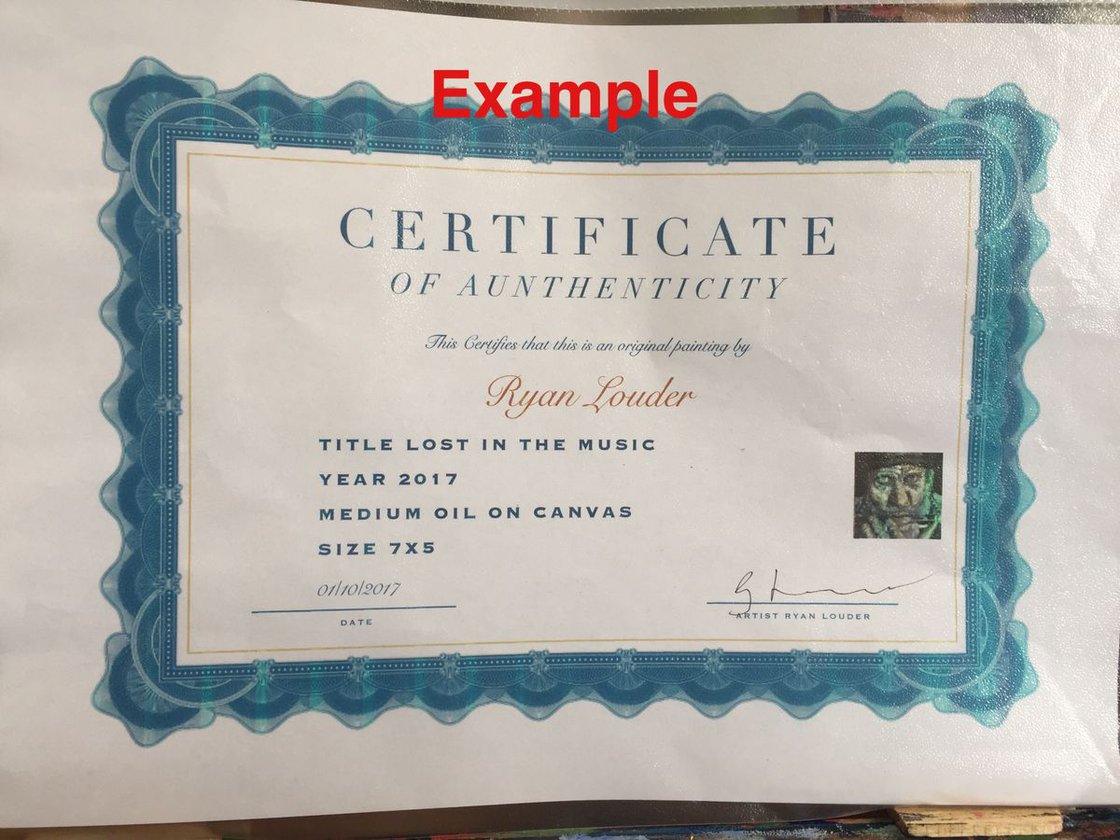 Example
CERTIFICATE
OF AUNTHENTICITY
This Certifies that this is an original painting by
Ryan Louder
TITLE LOST IN THE MUSIC
YEAR 2017
MEDIUM OIL ON CANVAS
SIZE 7X5
01/10/2017
DATE
ARTIST RYAN LOUDER